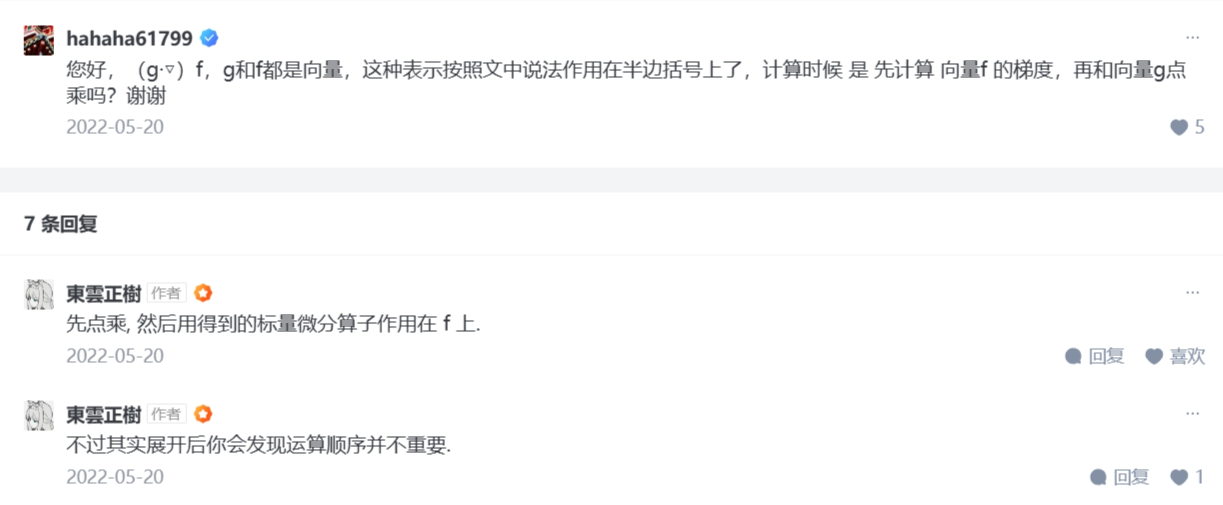 hahaha61799
···
您好，（g·▿）f，g和f都是向量，这种表示按照文中说法作用在半边括号上了，计算时候 是 先计算 向量f 的梯度，再和向量g点
乘吗？谢谢
2022-05-20
5
7 条回复
東雲正樹 作者
···
先点乘, 然后用得到的标量微分算子作用在 f 上.
2022-05-20
回复 喜欢
東雲正樹 作者
···
不过其实展开后你会发现运算顺序并不重要.
2022-05-20
回复 1